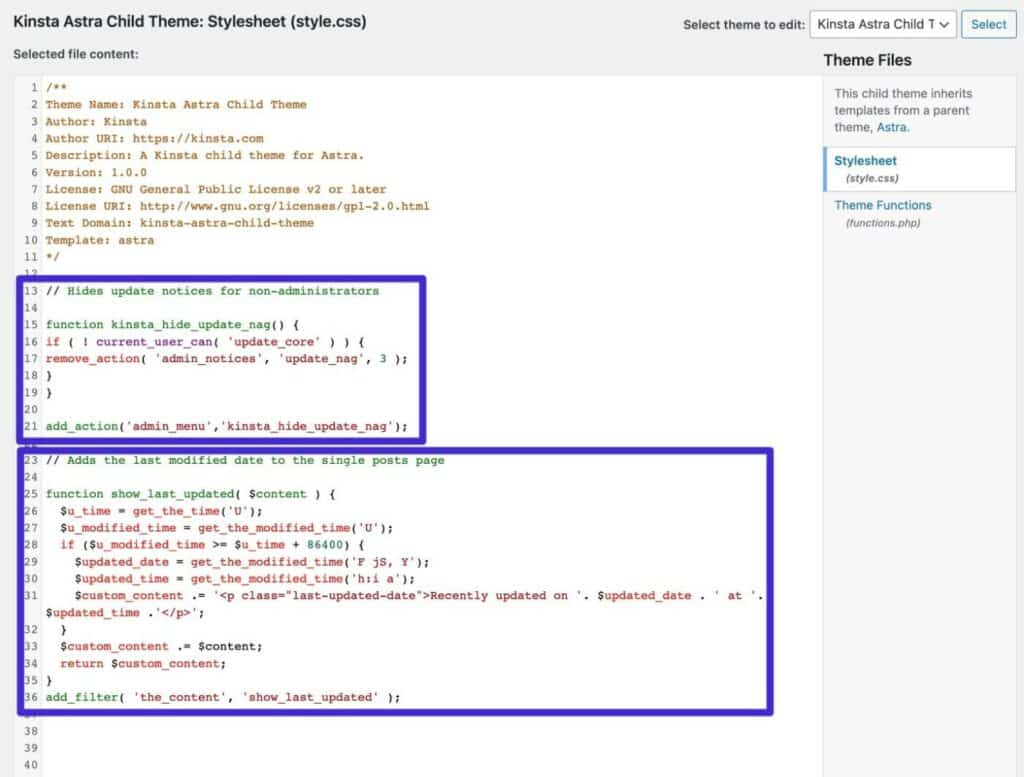 Kinsta Astra Child Theme: Stylesheet (style.css)
Select theme to edit: Kinsta Astra Child T Select
Selected file content:
Theme Files
This child theme inherits
templates from a parent
theme, Astra.
Stylesheet
(style.css)
Theme Functions
(functions.php)
1 /**
2 Theme Name: Kinsta Astra Child Theme
3 Author: Kinsta
4 Author URI: https://kinsta.com
5 Description: A Kinsta child theme for Astra.
6 Version: 1.0.0
7 License: GNU General Public License v2 or later
8 License URI: http://www.gnu.org/licenses/gpl-2.0.html
9 Text Domain: kinsta-astra-child-theme
10 Template: astra
11 */
12
13 // Hides update notices for non-administrators
14
15 function kinsta_hide_update_nag() {
16 if ( ! current_user_can( 'update_core' ) ) {
17 remove_action( 'admin_notices', 'update_nag', 3 );
18 }
19 }
20
21 add_action('admin_menu','kinsta_hide_update_nag');
23 // Adds the last modified date to the single posts page
24
25 function show_last_updated( $content ) {
26 $u_time = get_the_time('U');
27 $u_modified_time = get_the_modified_time('U');
28 if ($u_modified_time >= $u_time + 86400) {
29 $updated_date = get_the_modified_time('F jS, Y');
30 $updated_time = get_the_modified_time('h:i a');
31 $custom_content .= '<p class="last-updated-date">Recently updated on '. $updated_date . ' at '.
$updated_time .'</p>';
32 }
33 $custom_content .= $content;
34 return $custom_content;
35 }
36 add_filter( 'the_content', 'show_last_updated' );
38
39
40